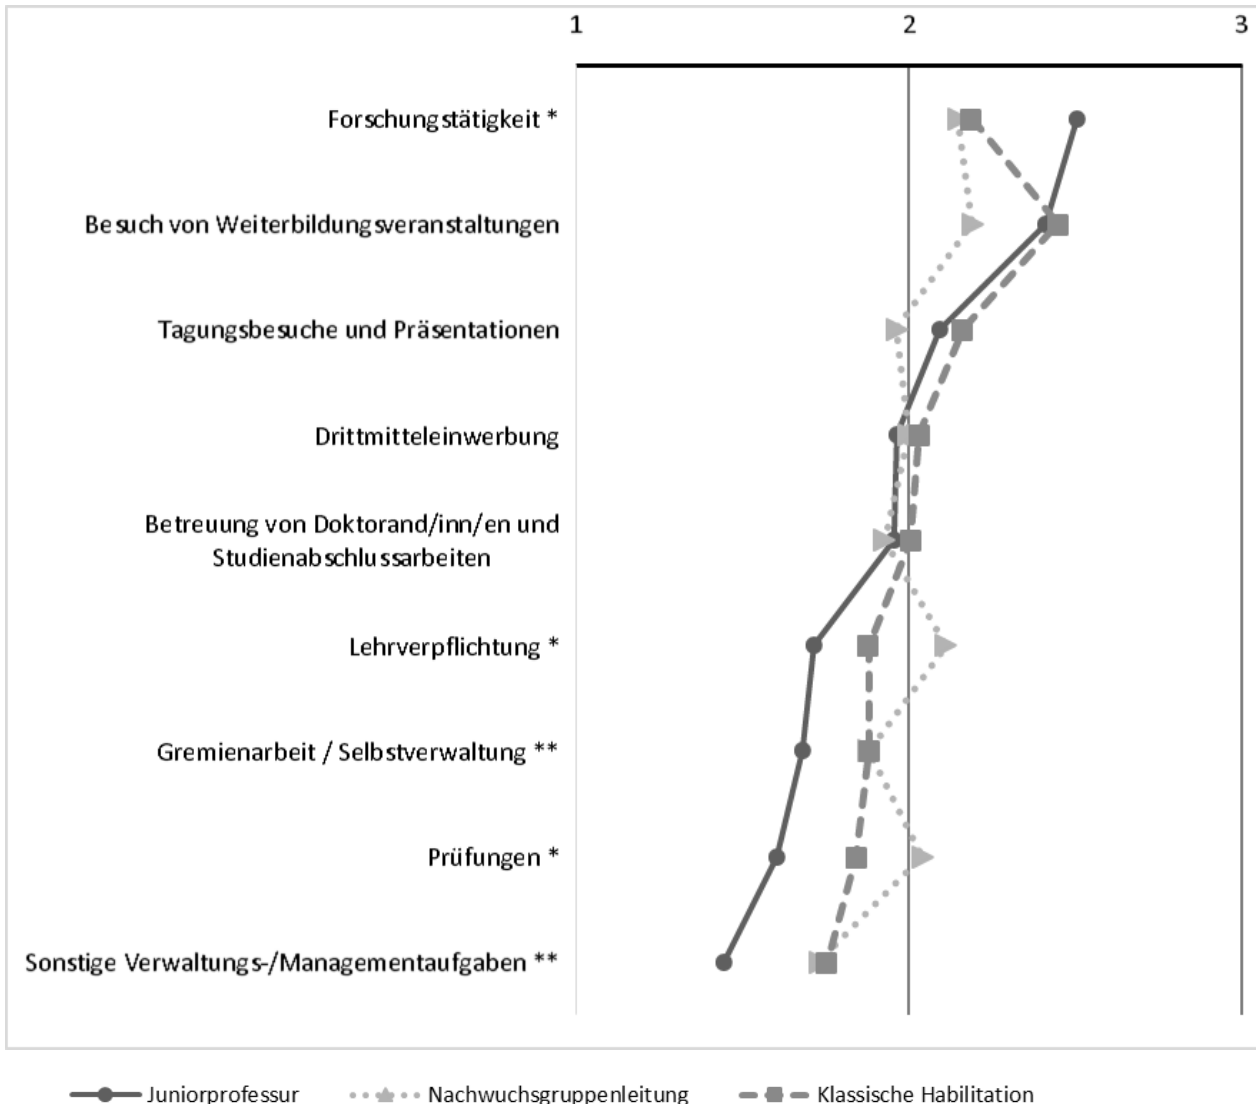 1 2 3
Forschungstätigkeit *
Besuch von Weiterbildungsveranstaltungen
Tagungsbesuche und Präsentationen
Drittmitteleinwerbung
Betreuung von Doktorand/inn/en und
Studienabschlussarbeiten
Lehrverpflichtung *
Gremienarbeit / Selbstverwaltung **
Prüfungen *
Sonstige Verwaltungs-/Managementaufgaben **
Juniorprofessur Nachwuchsgruppenleitung Klassische Habilitation